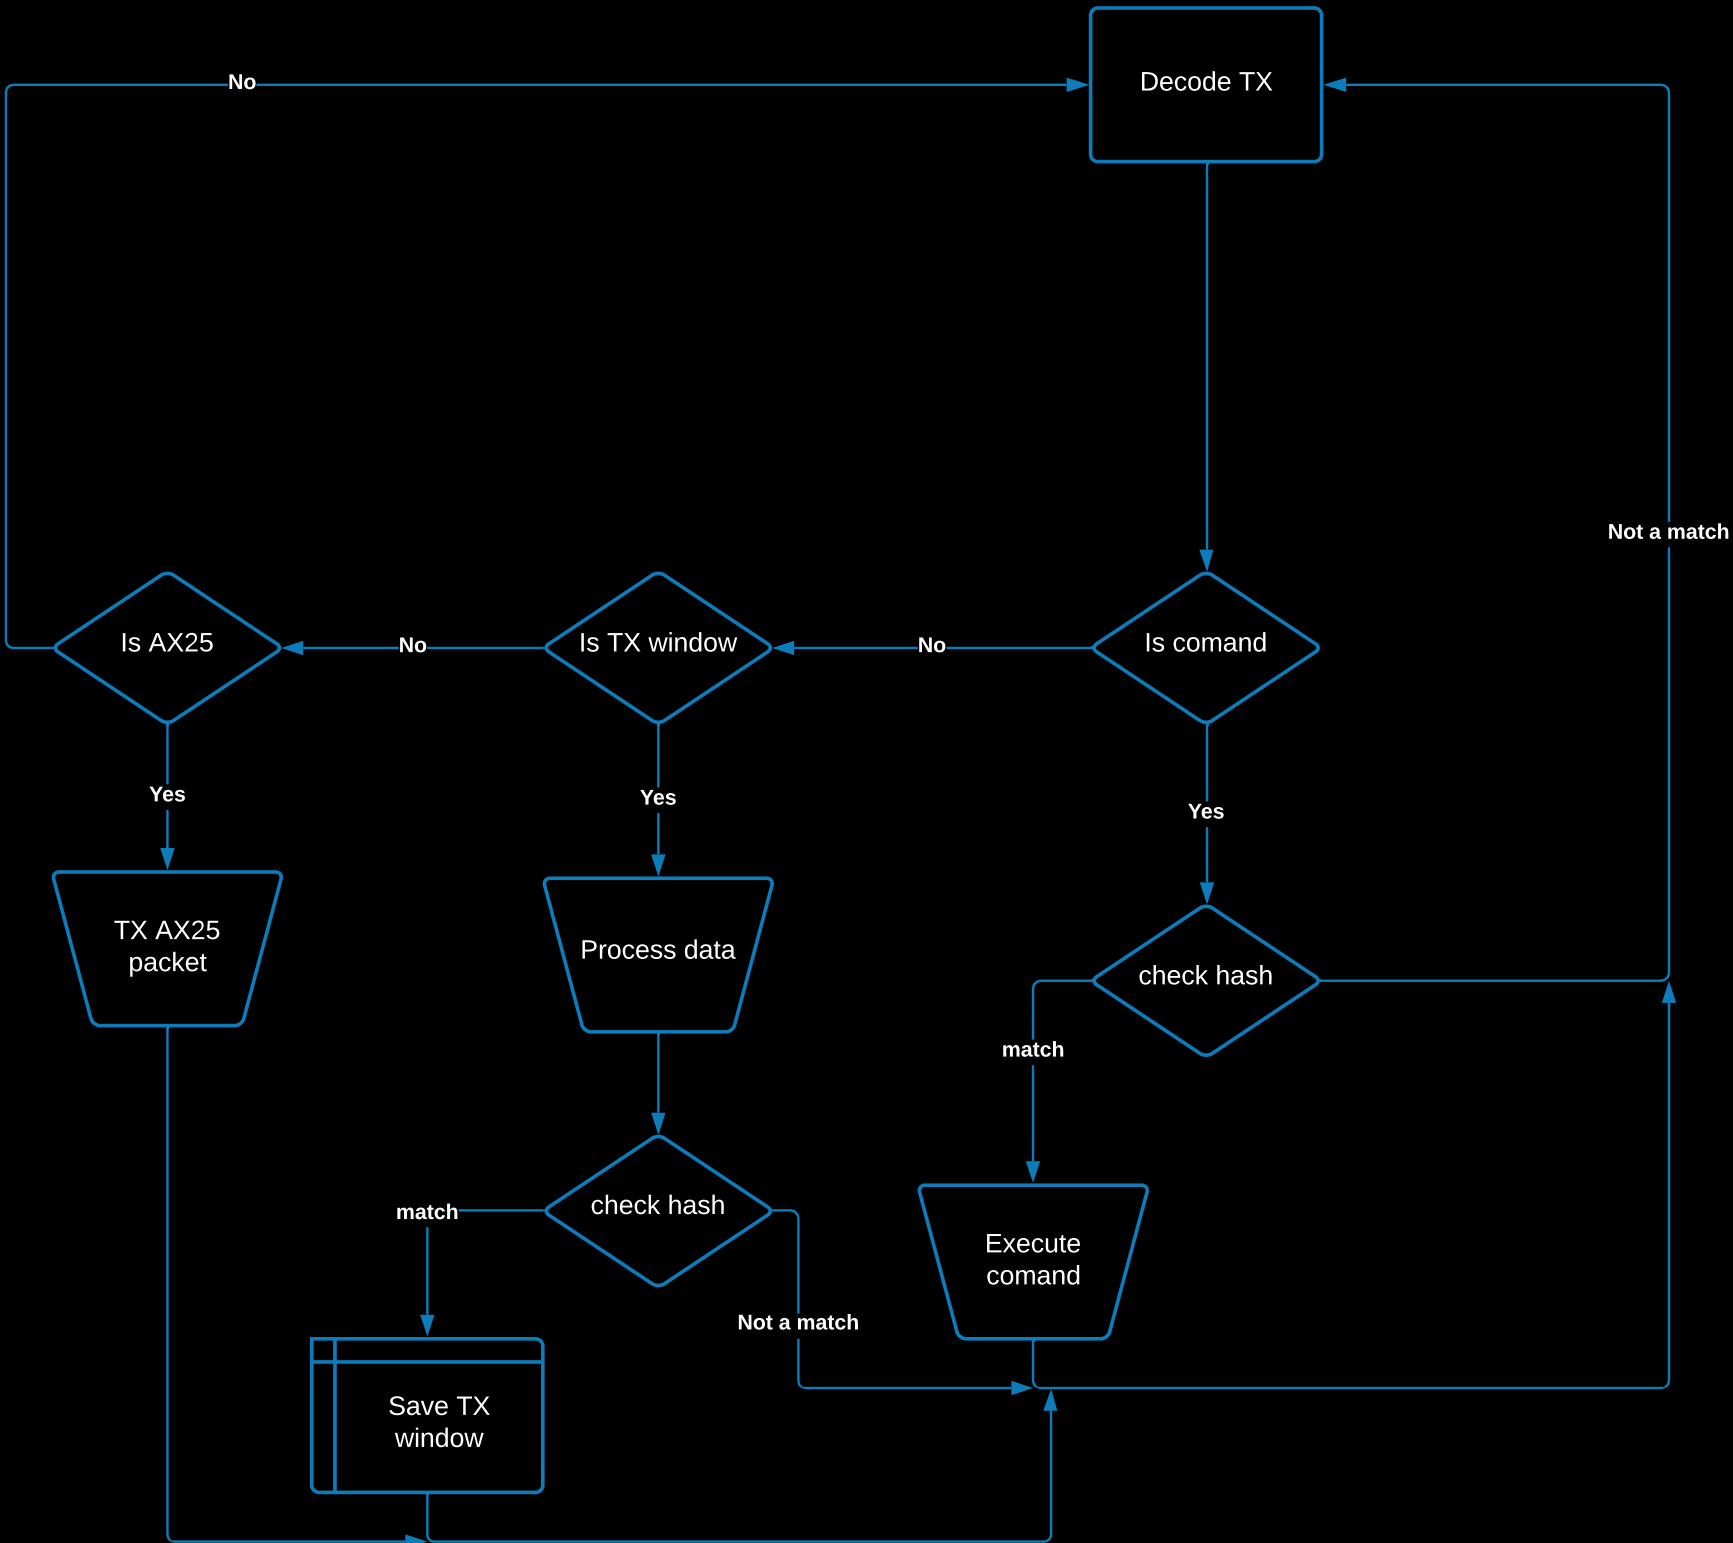 Decode TX
No
Not a match
Is AX25
No
Is TX window
No
Is comand
Yes
Yes
Yes
TX AX25
packet
Process data
check hash
match
check hash
match
Execute
comand
Not a match
Save TX
window